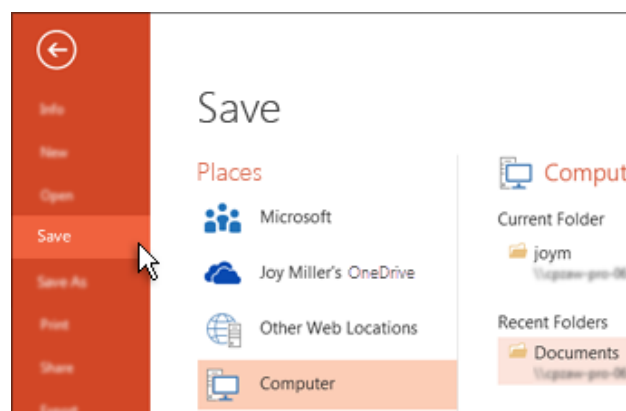 Info
New
Open
Save
Save As
Print
Share
Export
Save
Places
Microsoft
Joy Miller's OneDrive
Other Web Locations
Computer
Comput
Current Folder
joym
Recent Folders
Documents